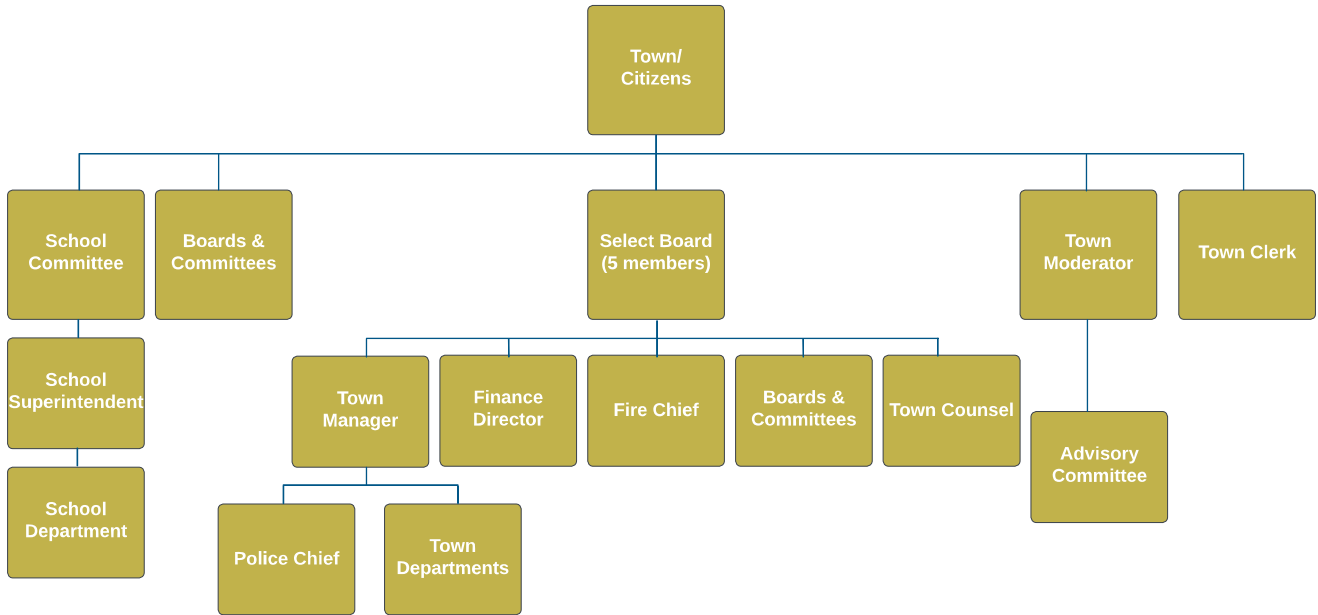 Town/
Citizens
School
Committee
Boards &
Committees
Select Board
(5 members)
Town
Moderator
Town Clerk
School
Superintendent
Town
Manager
Finance
Director
Fire Chief
Boards &
Committees
Town Counsel
Advisory
Committee
School
Department
Police Chief
Town
Departments